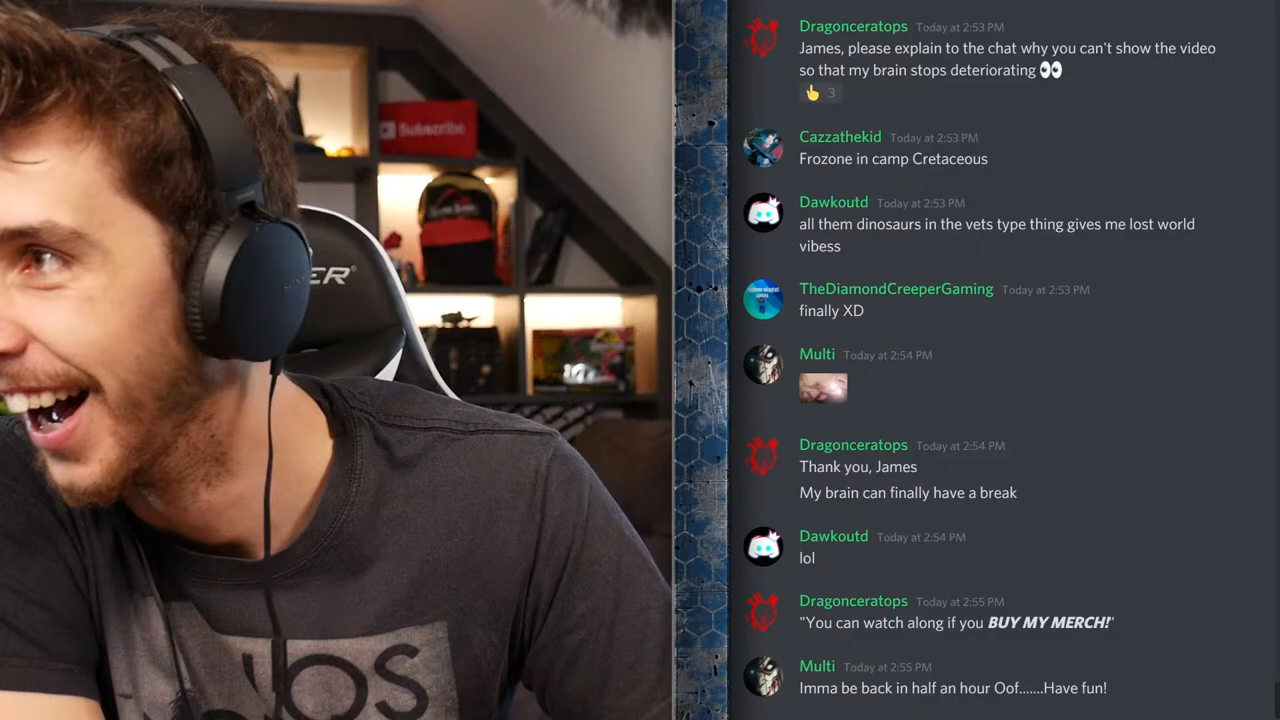 Subscribe
ER
IOS
Dragonceratops Today at 2:53 PM
James, please explain to the chat why you can't show the video
so that my brain stops deteriorating 👀
👆 3
Cazzathekid Today at 2:53 PM
Frozone in camp Cretaceous
Dawkoutd Today at 2:53 PM
all them dinosaurs in the vets type thing gives me lost world
vibess
TheDiamondCreeperGaming Today at 2:53 PM
finally XD
Multi Today at 2:54 PM
Dragonceratops Today at 2:54 PM
Thank you, James
My brain can finally have a break
Dawkoutd Today at 2:54 PM
lol
Dragonceratops Today at 2:55 PM
"You can watch along if you BUY MY MERCH!"
Multi Today at 2:55 PM
Imma be back in half an hour Oof.......Have fun!